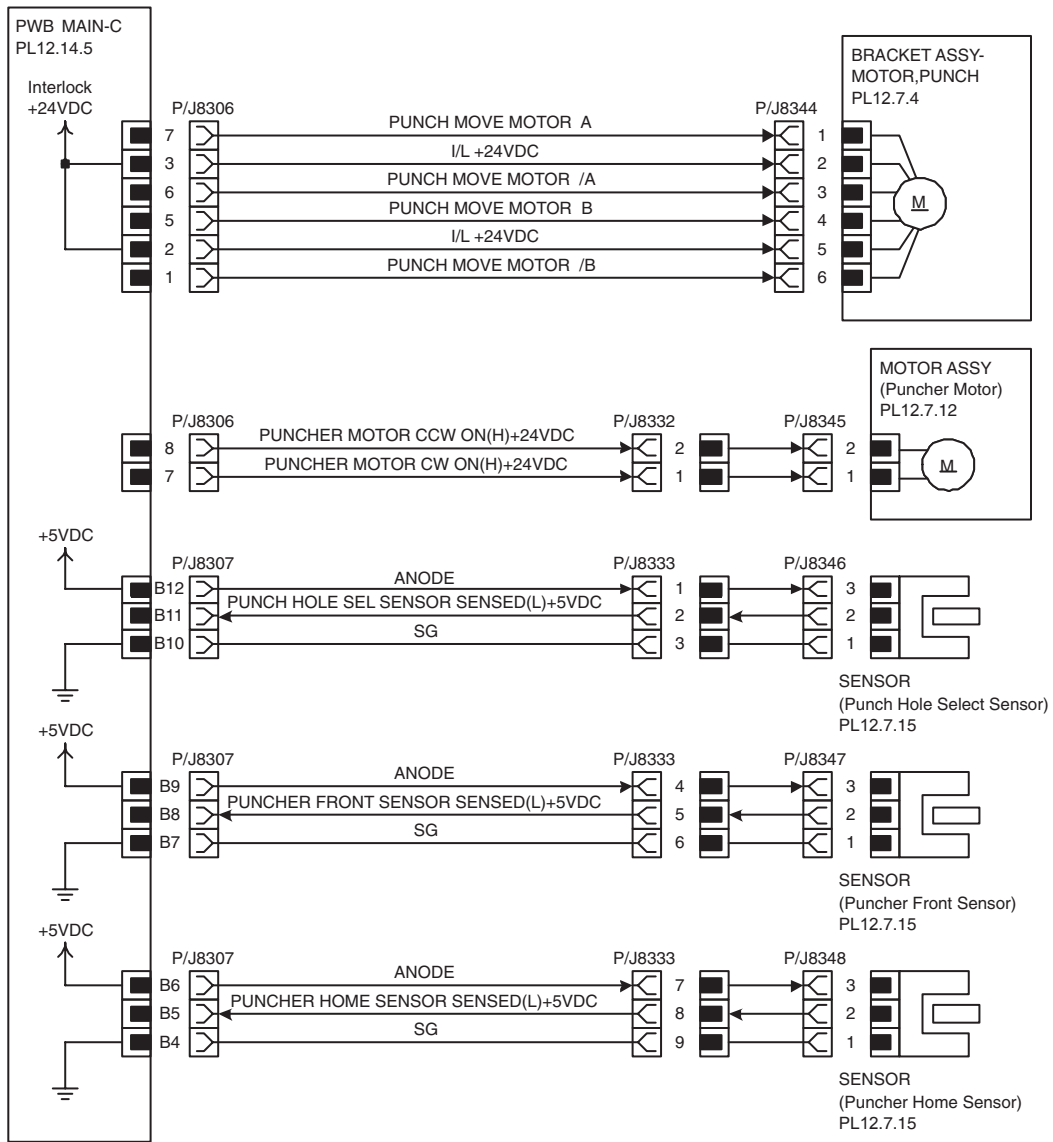 PWB MAIN-C
PL12.14.5
Interlock
+24VDC
BRACKET ASSY-
MOTOR,PUNCH
PL12.7.4
P/J8306
P/J8344
7 PUNCH MOVE MOTOR A 1
3 I/L +24VDC 2
6 PUNCH MOVE MOTOR /A 3
5 PUNCH MOVE MOTOR B 4
2 I/L +24VDC 5
1 PUNCH MOVE MOTOR /B 6
M
MOTOR ASSY
(Puncher Motor)
PL12.7.12
P/J8306 P/J8332 P/J8345
8 PUNCHER MOTOR CCW ON(H)+24VDC 2 2
7 PUNCHER MOTOR CW ON(H)+24VDC 1 1
M
+5VDC
P/J8307 P/J8333 P/J8346
B12 ANODE 1 3
B11 PUNCH HOLE SEL SENSOR SENSED(L)+5VDC 2 2
B10 SG 3 1
SENSOR
(Punch Hole Select Sensor)
PL12.7.15
+5VDC
P/J8307 P/J8333 P/J8347
B9 ANODE 4 3
B8 PUNCHER FRONT SENSOR SENSED(L)+5VDC 5 2
B7 SG 6 1
SENSOR
(Puncher Front Sensor)
PL12.7.15
+5VDC
P/J8307 P/J8333 P/J8348
B6 ANODE 7 3
B5 PUNCHER HOME SENSOR SENSED(L)+5VDC 8 2
B4 SG 9 1
SENSOR
(Puncher Home Sensor)
PL12.7.15